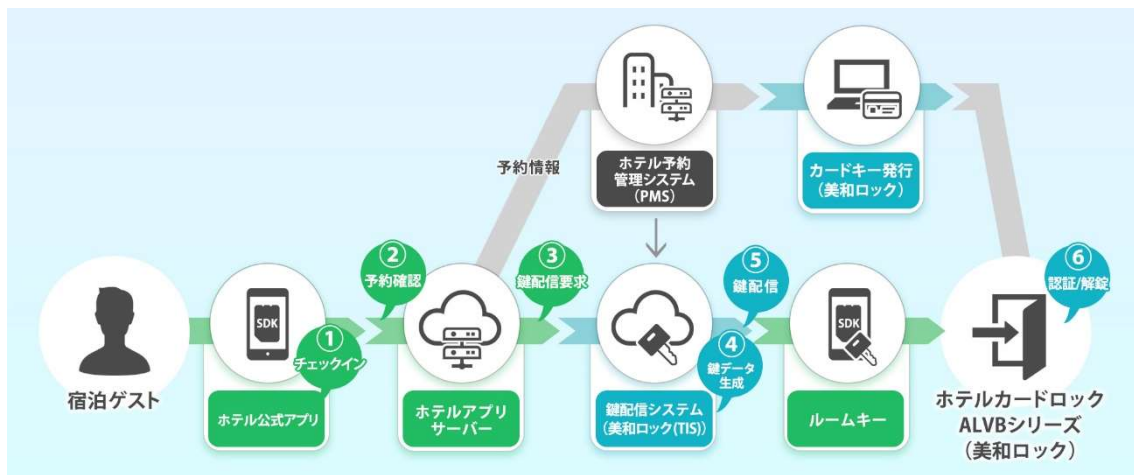 ホテル予約
管理システム
(PMS)
カードキー発行
(美和ロック)
予約情報
②
予約確認
③
鍵配信要求
⑤
鍵配信
⑥
認証/解錠
SDK
①
チェックイン
④
鍵データ
生成
SDK
宿泊ゲスト
ホテル公式アプリ
ホテルアプリ
サーバー
鍵配信システム
(美和ロック(TIS))
ルームキー
ホテルカードロック
ALVBシリーズ
(美和ロック)